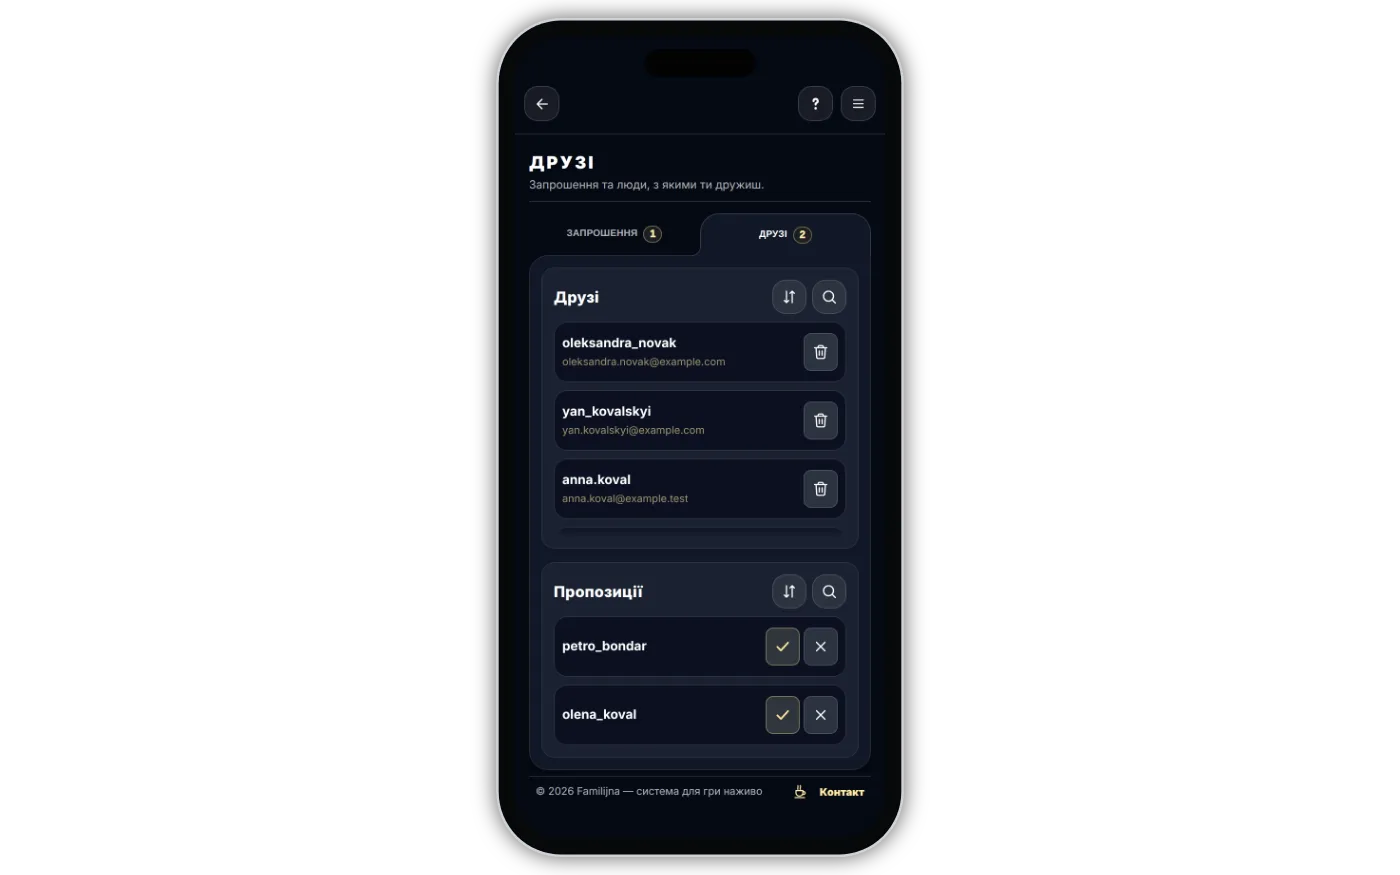 ?
ДРУЗІ
Запрошення та люди, з якими ти дружиш.
ЗАПРОШЕННЯ 1
ДРУЗІ 2
Друзі
oleksandra_novak
oleksandra.novak@example.com
yan_kovalskyi
yan.kovalskyi@example.com
anna.koval
anna.koval@example.test
Пропозиції
petro_bondar
olena_koval
© 2026 Familijna — система для гри наживо
Контакт